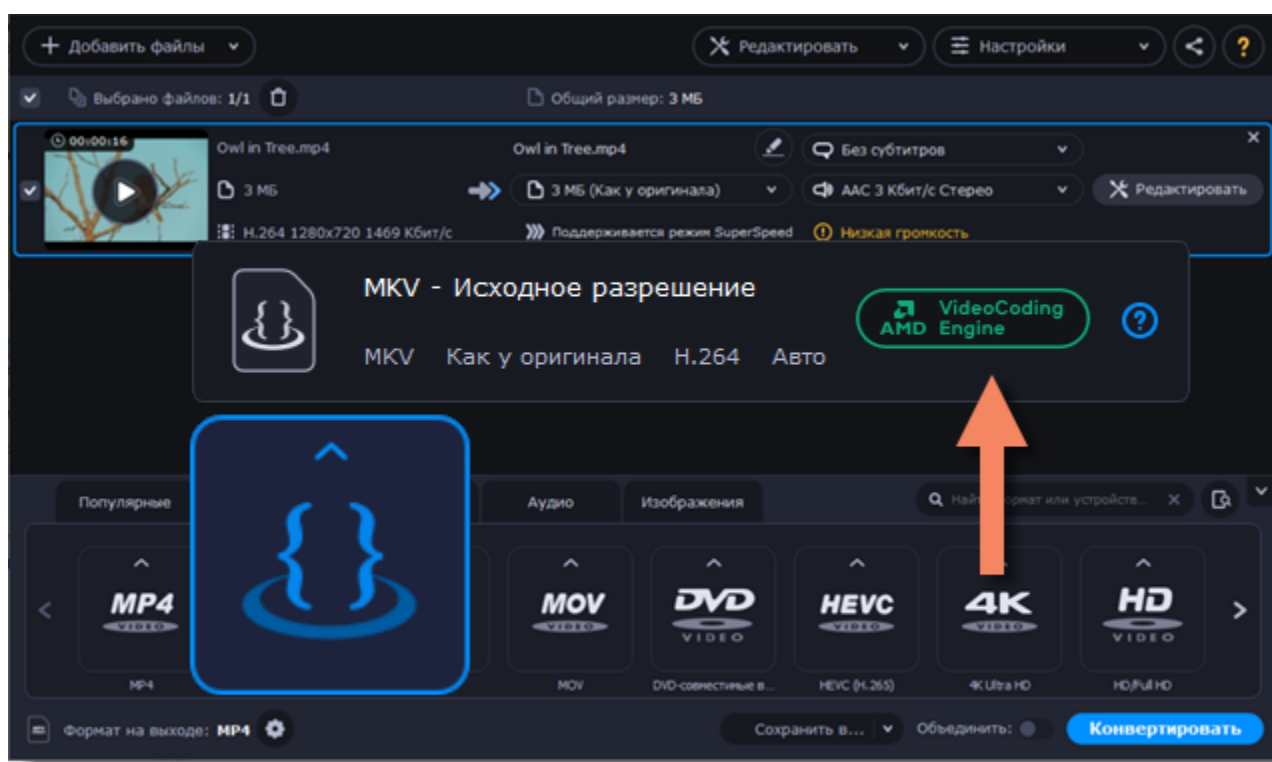 Добавить файлы
Редактировать
Настройки
?
Выбрано файлов: 1/1
Общий размер: 3 МБ
00:00:16
Owl in Tree.mp4
Owl in Tree.mp4
Без субтитров
3 МБ
3 МБ (Как у оригинала)
AAC 3 Кбит/с Стерео
Редактировать
H.264 1280x720 1469 Кбит/с
Поддерживается режим SuperSpeed
Низкая громкость
MKV - Исходное разрешение
AMD VideoCoding Engine
?
MKV Как у оригинала H.264 Авто
Популярные
Аудио
Изображения
MP4 VIDEO
MOV VIDEO
DVD VIDEO
HEVC VIDEO
4K VIDEO
HD VIDEO
MP4
MOV
DVD-совместимые в...
HEVC (H.265)
4K Ultra HD
HD/Full HD
Формат на выходе: MP4
Сохранить в...
Объединить:
Конвертировать